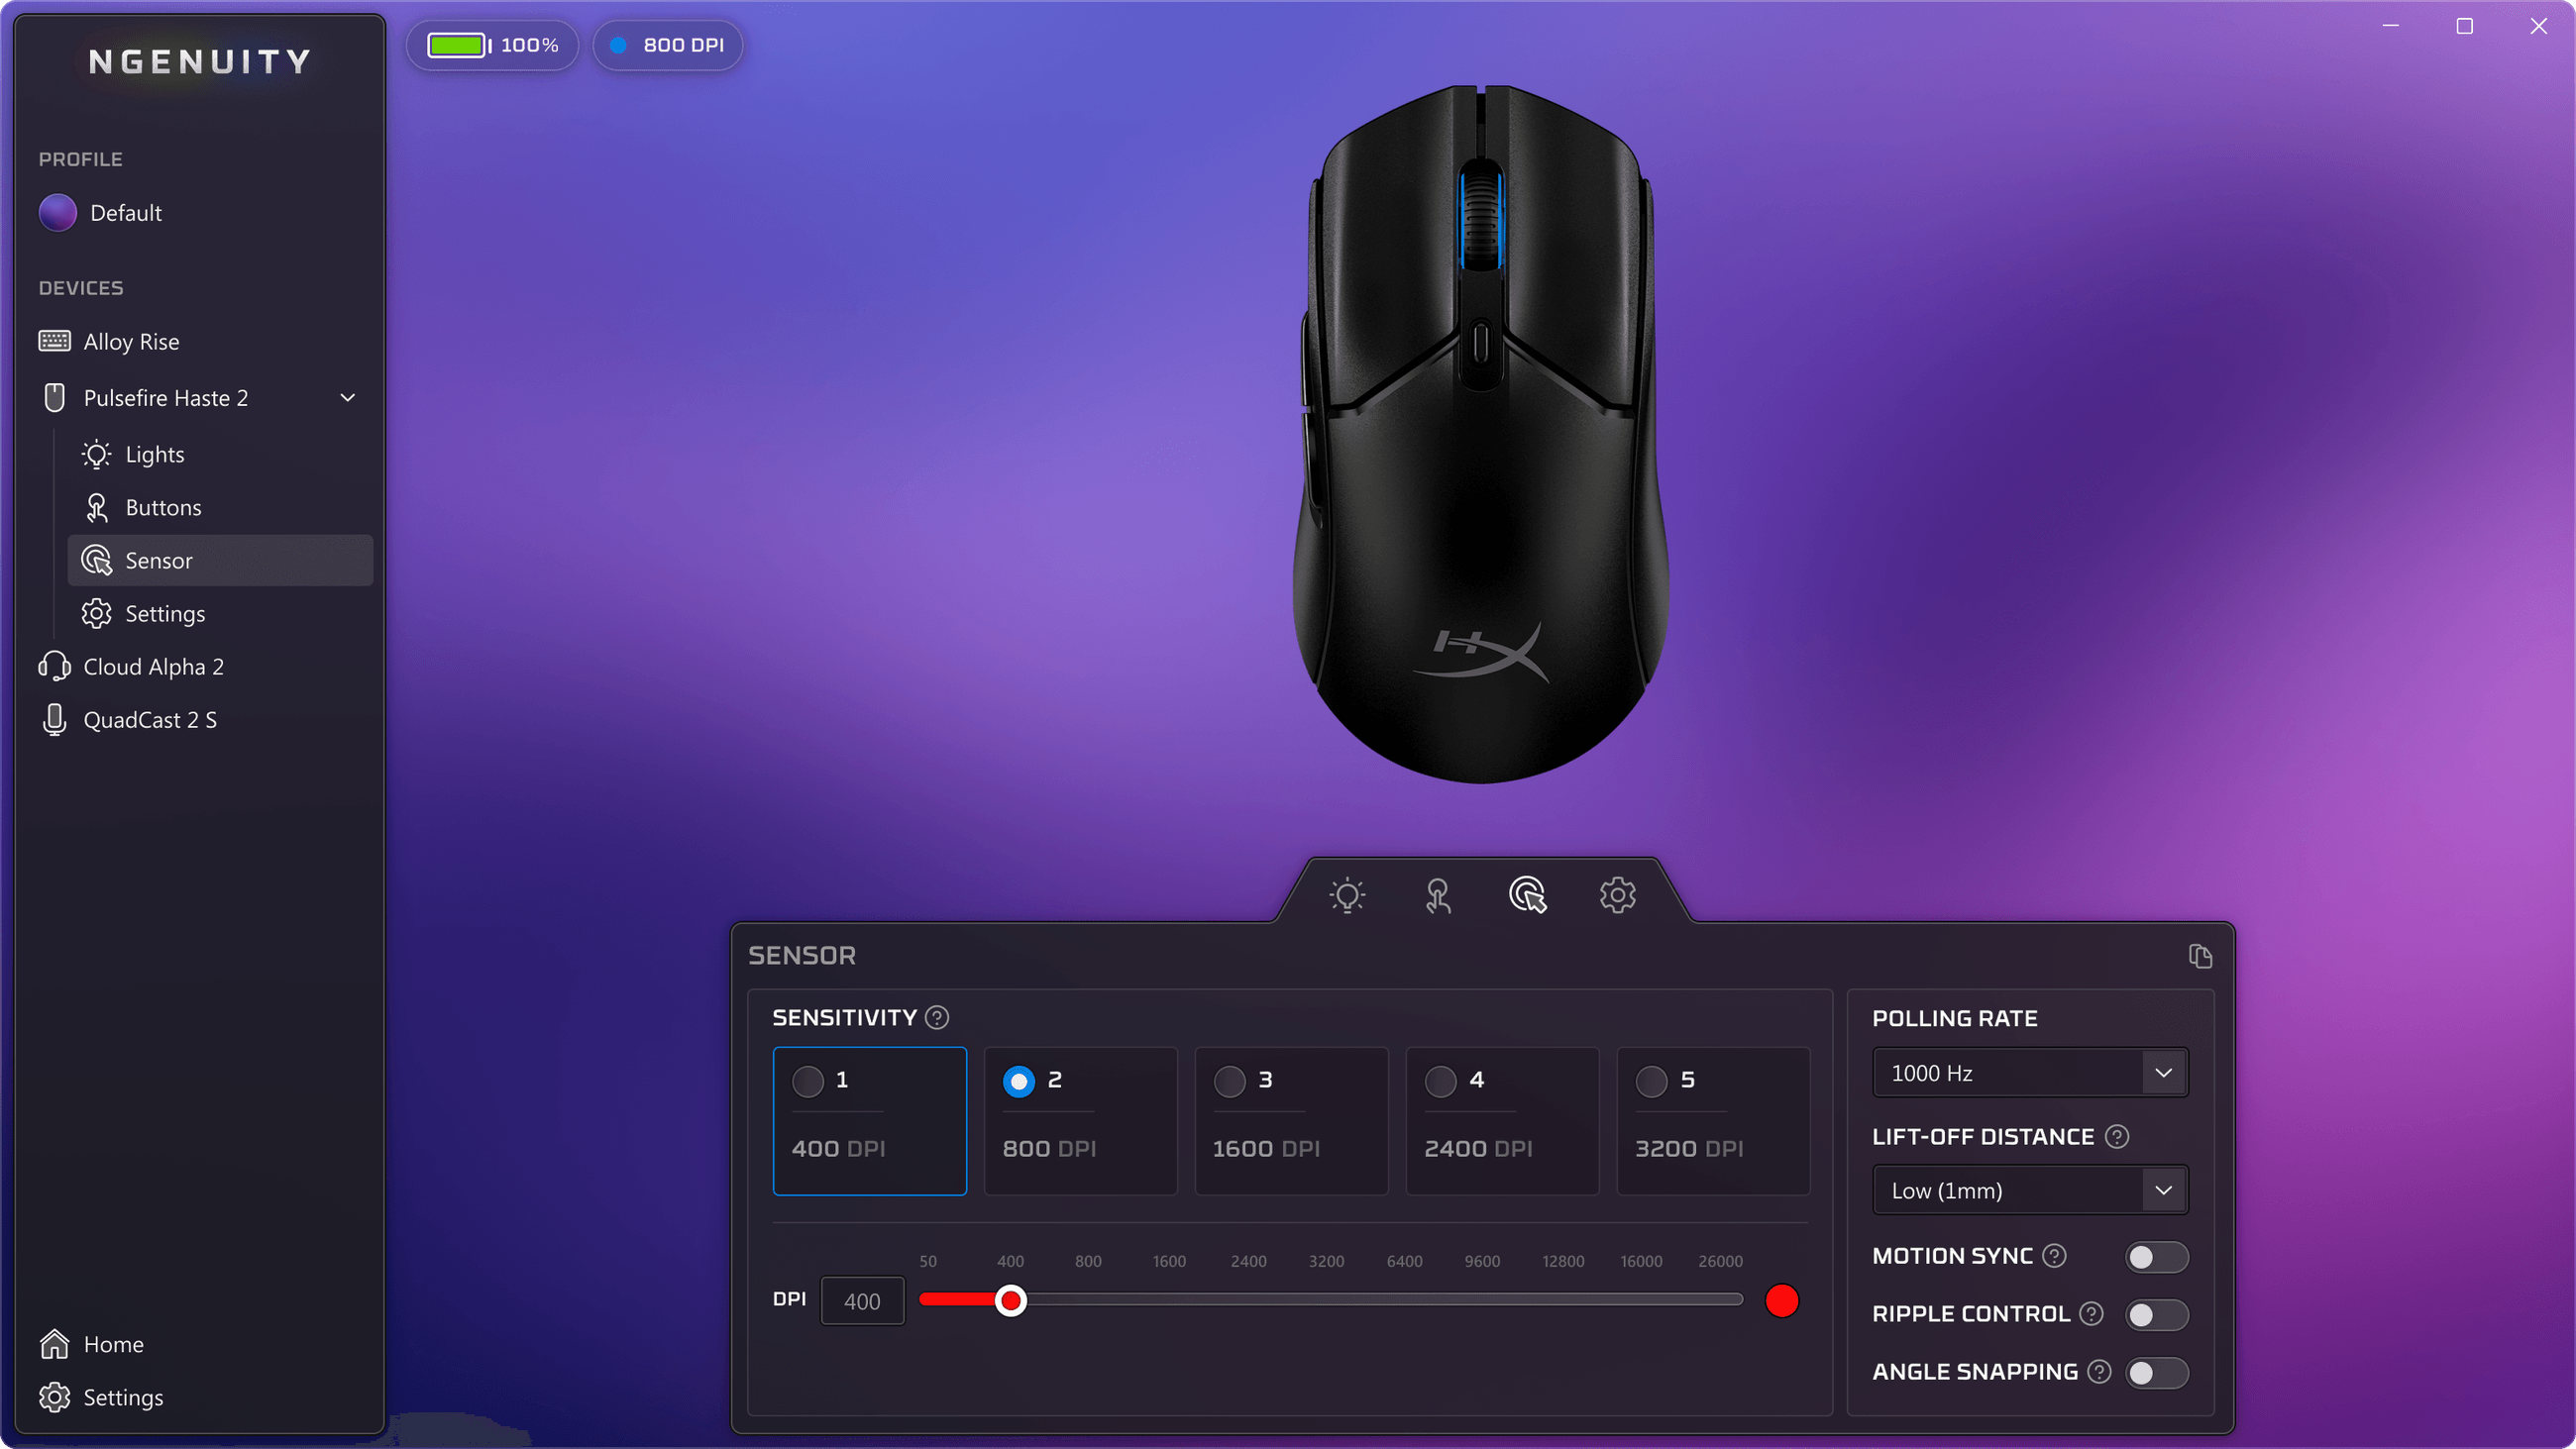 NGENUITY
PROFILE
Default
DEVICES
Alloy Rise
Pulsefire Haste 2
Lights
Buttons
Sensor
Settings
Cloud Alpha 2
QuadCast 2 S
Home
Settings
100%
800 DPI
HX
SENSOR
SENSITIVITY ?
1
400 DPI
2
800 DPI
3
1600 DPI
4
2400 DPI
5
3200 DPI
50 400 800 1600 2400 3200 6400 9600 12800 16000 26000
DPI 400
POLLING RATE
1000 Hz
LIFT-OFF DISTANCE ?
Low (1mm)
MOTION SYNC ?
RIPPLE CONTROL ?
ANGLE SNAPPING ?